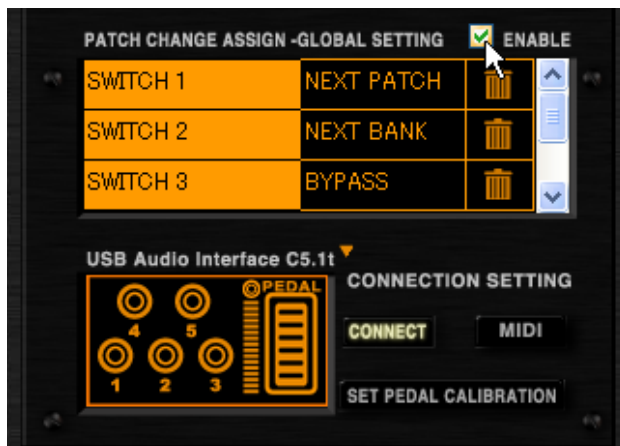 PATCH CHANGE ASSIGN -GLOBAL SETTING ENABLE
SWITCH 1 NEXT PATCH
SWITCH 2 NEXT BANK
SWITCH 3 BYPASS
USB Audio Interface C5.1t
PEDAL
4 5
1 2 3
CONNECTION SETTING
CONNECT MIDI
SET PEDAL CALIBRATION